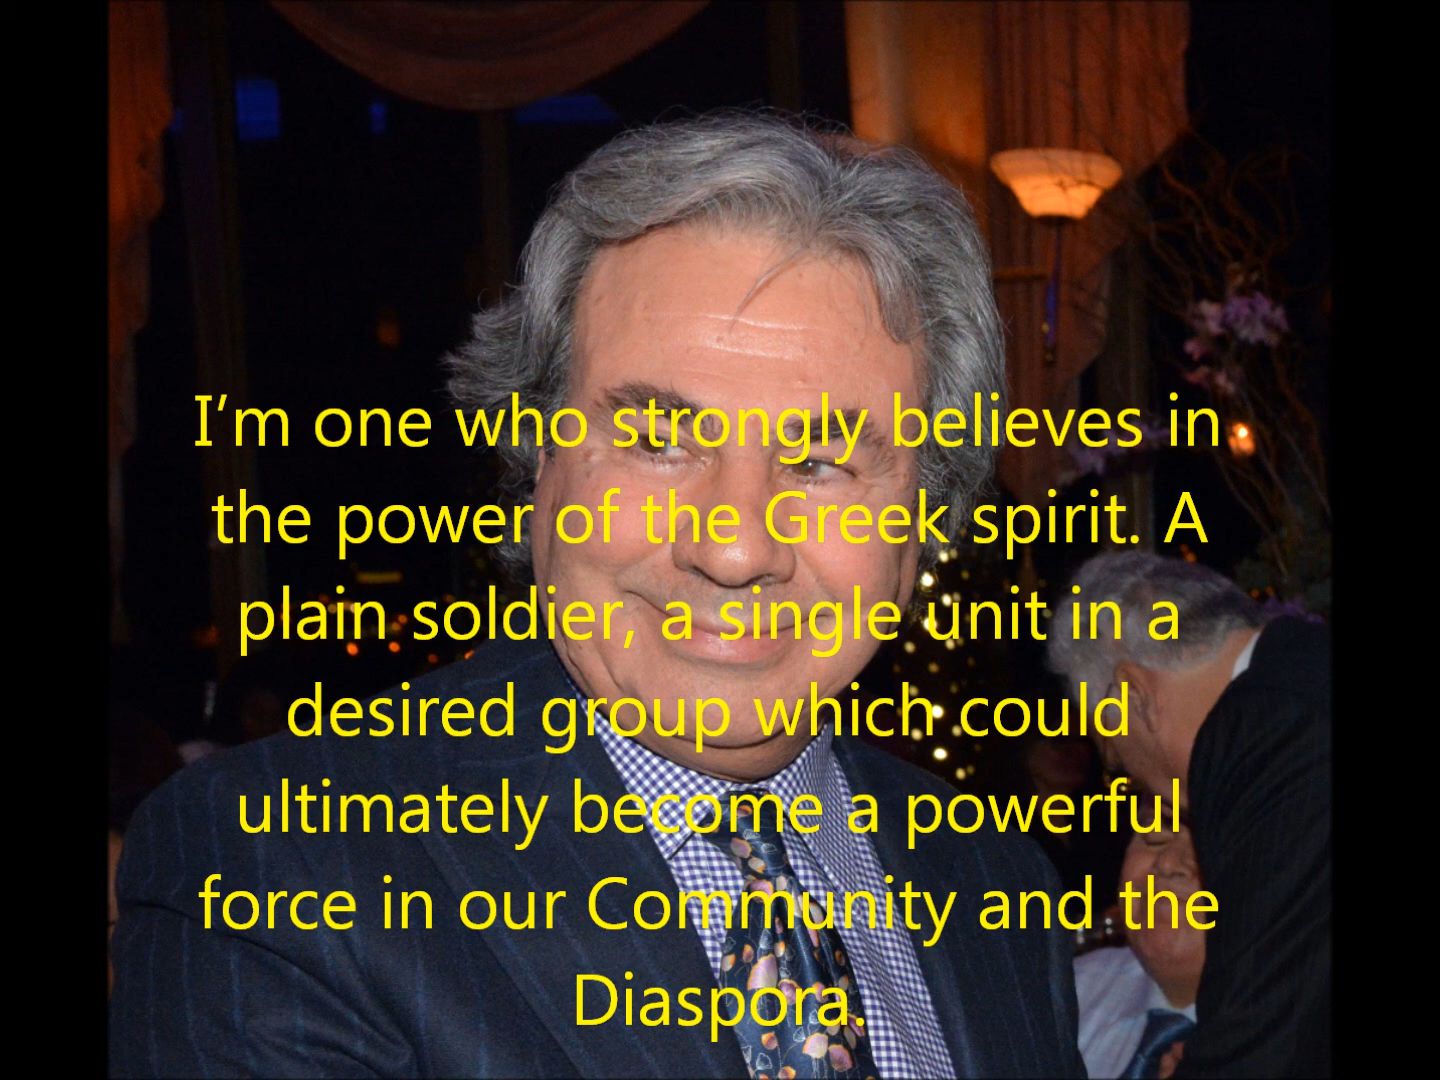 I’m one who strongly believes in
the power of the Greek spirit. A
plain soldier, a single unit in a
desired group which could
ultimately become a powerful
force in our Community and the
Diaspora.